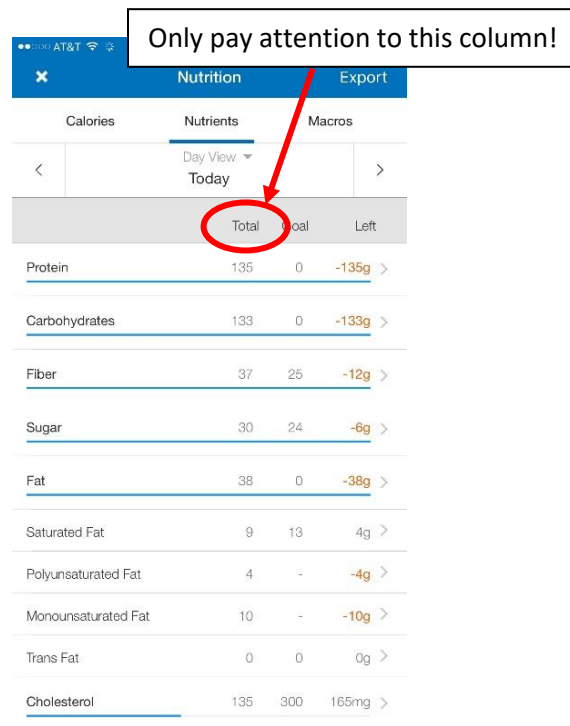 Only pay attention to this column!
AT&T
× Nutrition Export
Calories Nutrients Macros
< Day View >
Today
Total Goal Left
Protein 135 0 -135g >
Carbohydrates 133 0 -133g >
Fiber 37 25 -12g >
Sugar 30 24 -6g >
Fat 38 0 -38g >
Saturated Fat 9 13 4g >
Polyunsaturated Fat 4 - -4g >
Monounsaturated Fat 10 - -10g >
Trans Fat 0 0 0g >
Cholesterol 135 300 165mg >